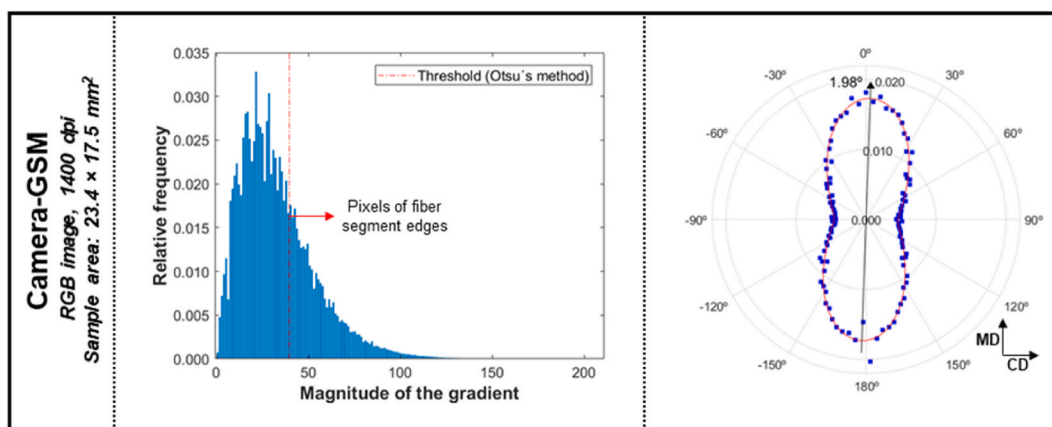 Camera-GSM
RGB image, 1400 dpi
Sample area: 23.4 × 17.5 mm²
Relative frequency
0.035
0.030
0.025
0.020
0.015
0.010
0.005
0.000
Threshold (Otsu´s method)
Pixels of fiber
segment edges
0
50
100
150
200
Magnitude of the gradient
0º
-30º
1.98º
0.020
30º
-60º
60º
0.010
-90º
0.000
90º
-120º
120º
-150º
150º
180º
MD
CD